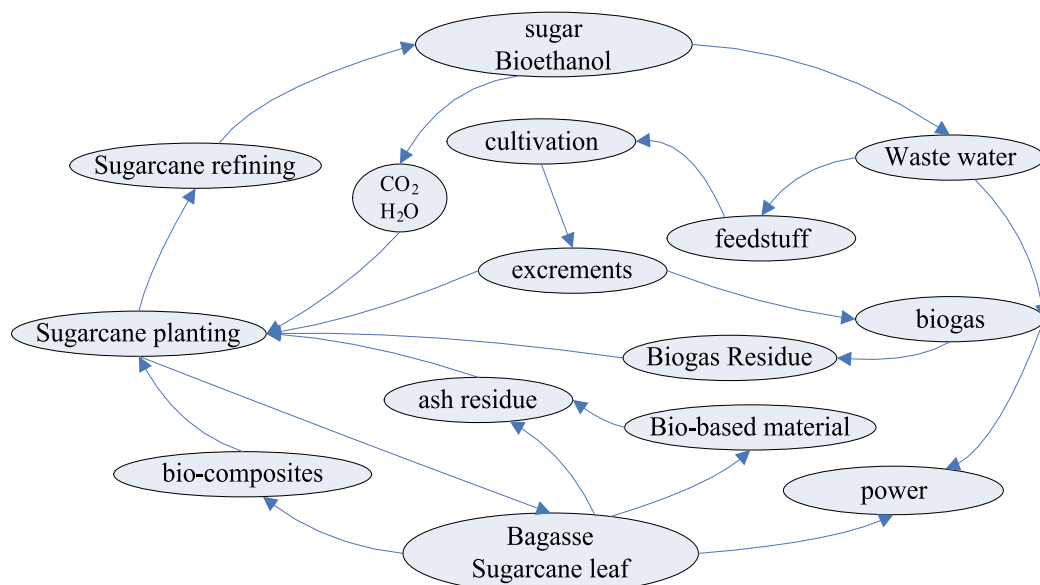 sugar
Bioethanol
cultivation
Waste water
Sugarcane refining
CO₂
H₂O
feedstuff
excrements
biogas
Sugarcane planting
Biogas Residue
ash residue
Bio-based material
bio-composites
power
Bagasse
Sugarcane leaf